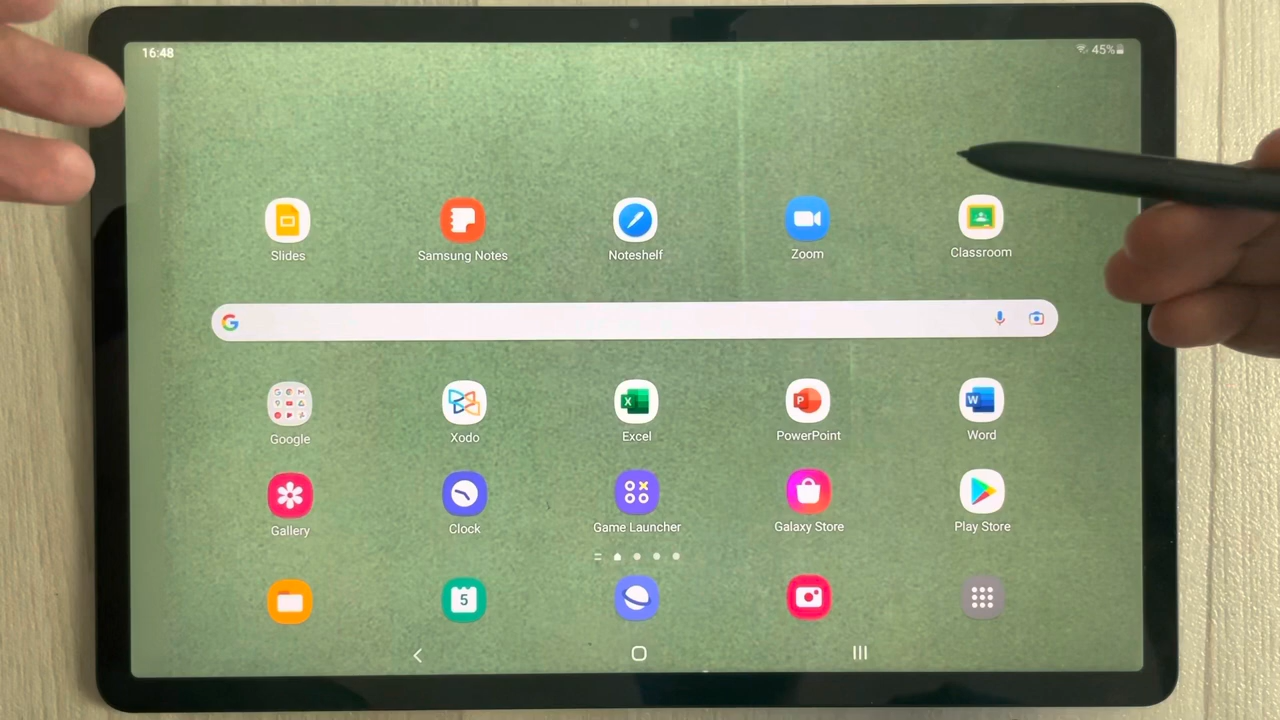 16:48
45%
Slides
Samsung Notes
Noteshelf
Zoom
Classroom
G
Google
Xodo
X
Excel
P
PowerPoint
W
Word
Gallery
Clock
Game Launcher
Galaxy Store
Play Store
5